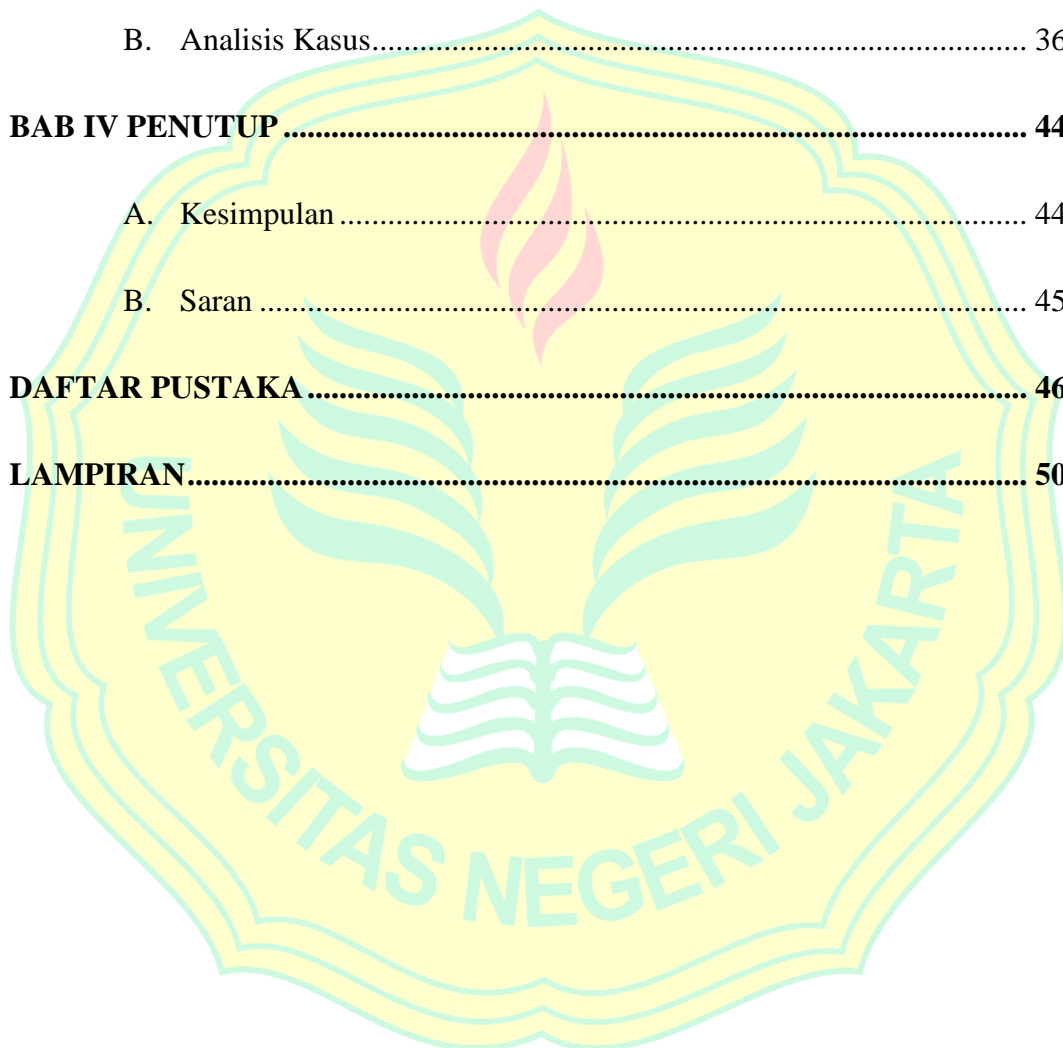 B. Analisis Kasus........................................................................ 36
BAB IV PENUTUP........................................................................ 44
A. Kesimpulan........................................................................ 44
B. Saran........................................................................ 45
DAFTAR PUSTAKA........................................................................ 46
LAMPIRAN........................................................................ 50
UNIVERSITAS NEGERI JAKARTA